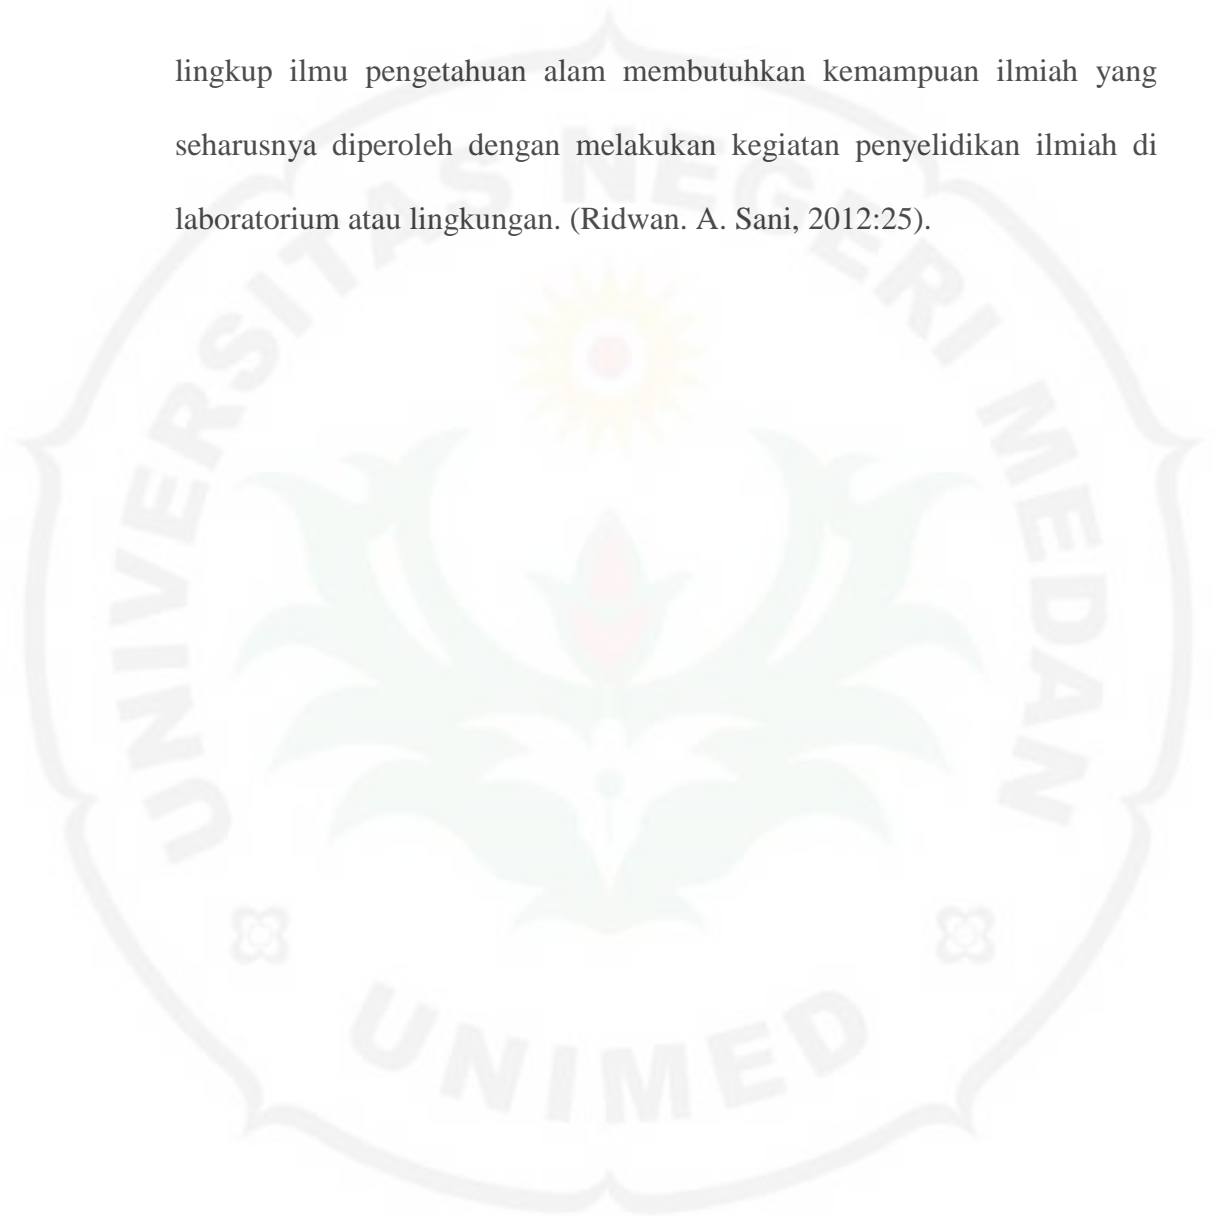 lingkup ilmu pengetahuan alam membutuhkan kemampuan ilmiah yang
seharusnya diperoleh dengan melakukan kegiatan penyelidikan ilmiah di
laboratorium atau lingkungan. (Ridwan. A. Sani, 2012:25).
UNIVERSITAS NEGERI MEDAN
UNIMED